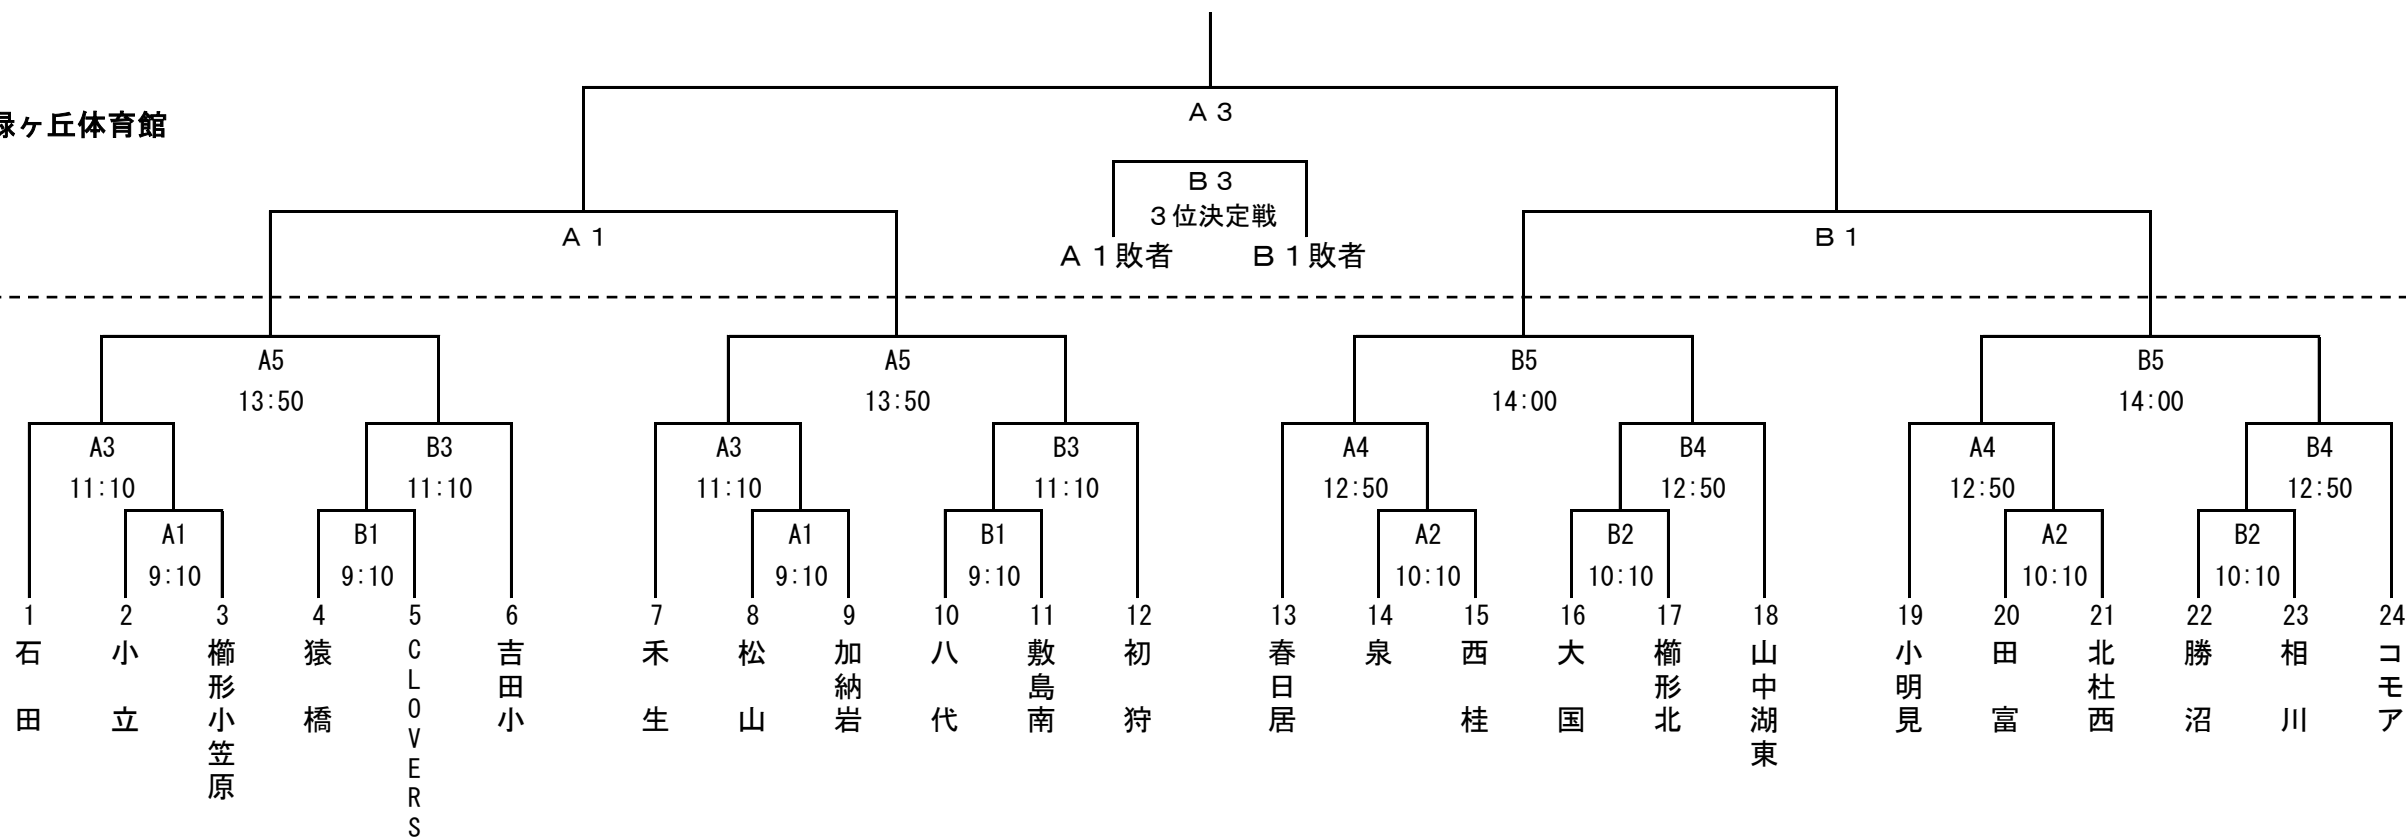 A 3
緑ヶ丘体育館
B 3
3位決定戦
A 1 B 1
A 1敗者 B 1敗者
A5 A5 B5 B5
13:50 13:50 14:00 14:00
A3 B3 A3 B3 A4 B4 A4 B4
11:10 11:10 11:10 11:10 12:50 12:50 12:50 12:50
A1 B1 A1 B1 A2 B2 A2 B2
9:10 9:10 9:10 9:10 10:10 10:10 10:10 10:10
1 2 3 4 5 6 7 8 9 10 11 12 13 14 15 16 17 18 19 20 21 22 23 24
石田
小立
櫛形小笠原
猿橋
CLOVERS
吉田小
禾生
松山
加納岩
八代
敷島南
初狩
春日居
泉
西桂
大国
櫛形北
山中湖東
小明見
田富
北杜西
勝沼
相川
コモア